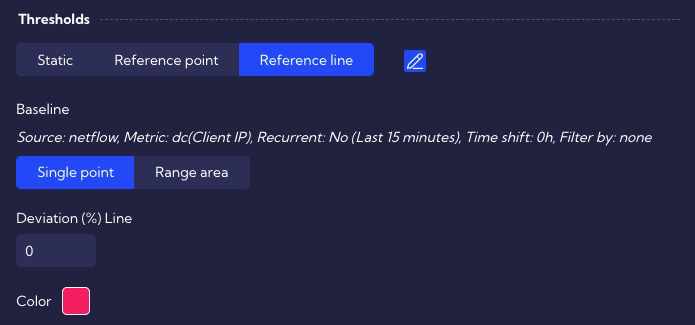 Thresholds
Static Reference point Reference line
Baseline
Source: netflow, Metric: dc(Client IP), Recurrent: No (Last 15 minutes), Time shift: 0h, Filter by: none
Single point Range area
Deviation (%) Line
0
Color